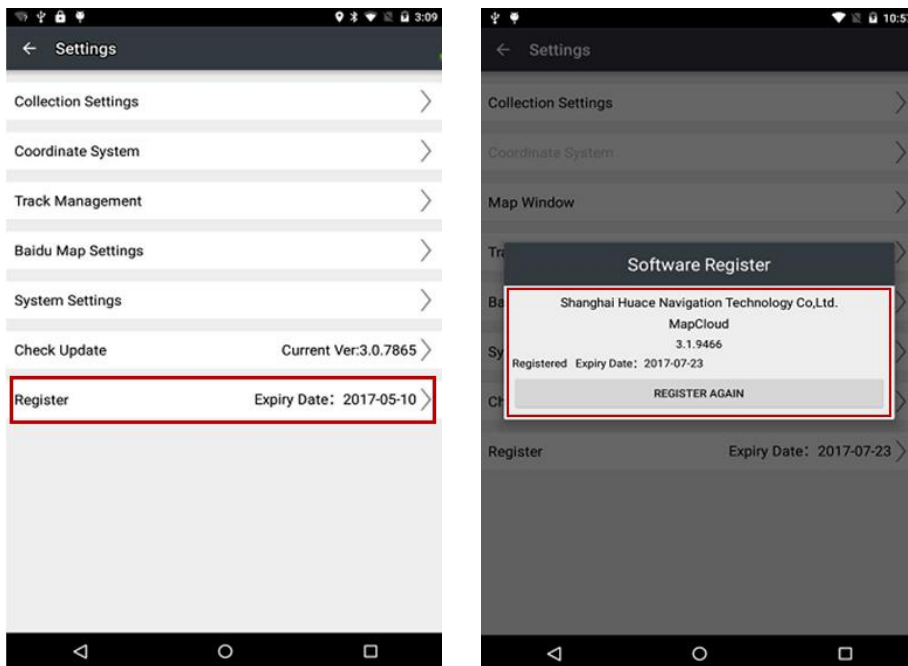 3:09
Settings
Collection Settings
Coordinate System
Track Management
Baidu Map Settings
System Settings
Check Update Current Ver:3.0.7865
Register Expiry Date: 2017-05-10
Settings
Collection Settings
Coordinate System
Map Window
Software Register
Shanghai Huace Navigation Technology Co,Ltd.
MapCloud
3.1.9466
Registered Expiry Date: 2017-07-23
REGISTER AGAIN
Register Expiry Date: 2017-07-23